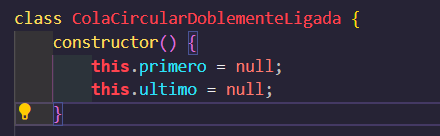 class ColaCircularDoblementeLigada {
    constructor() {
        this.primero = null;
        this.ultimo = null;
    }